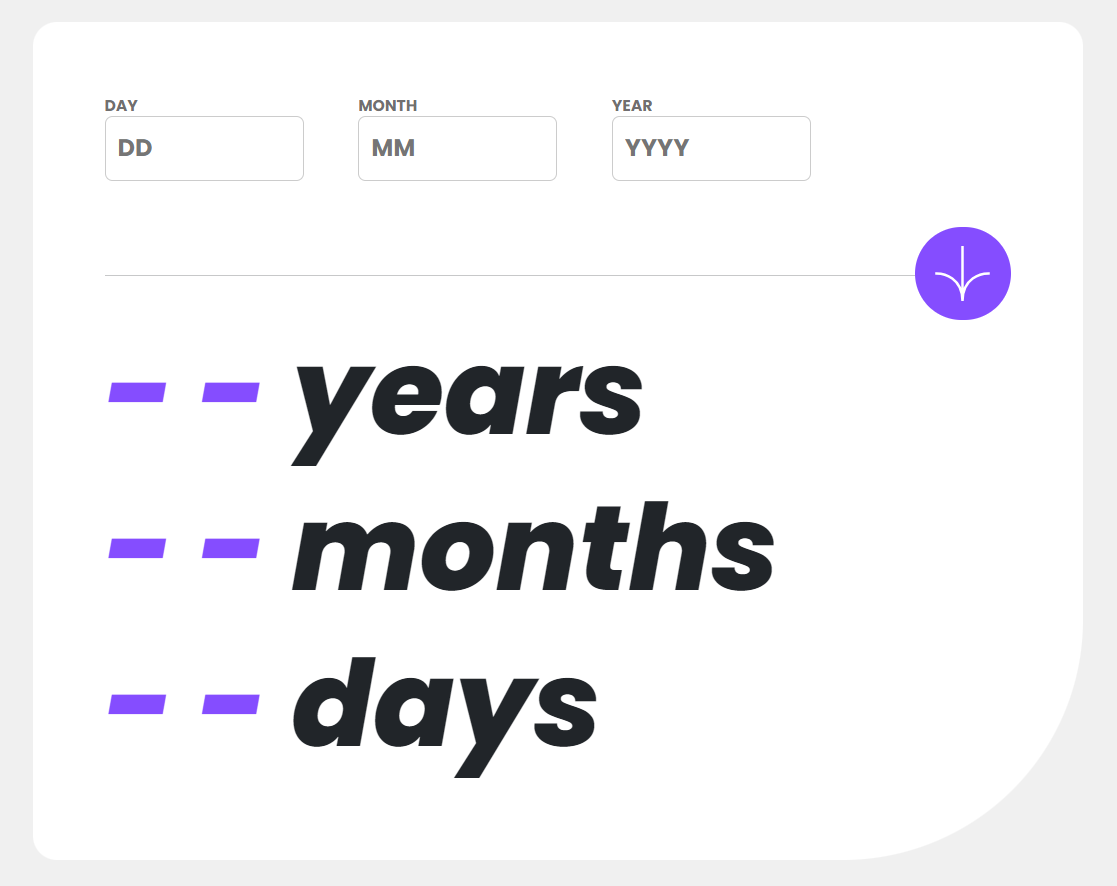 DAY MONTH YEAR
DD MM YYYY
- - years
- - months
- - days